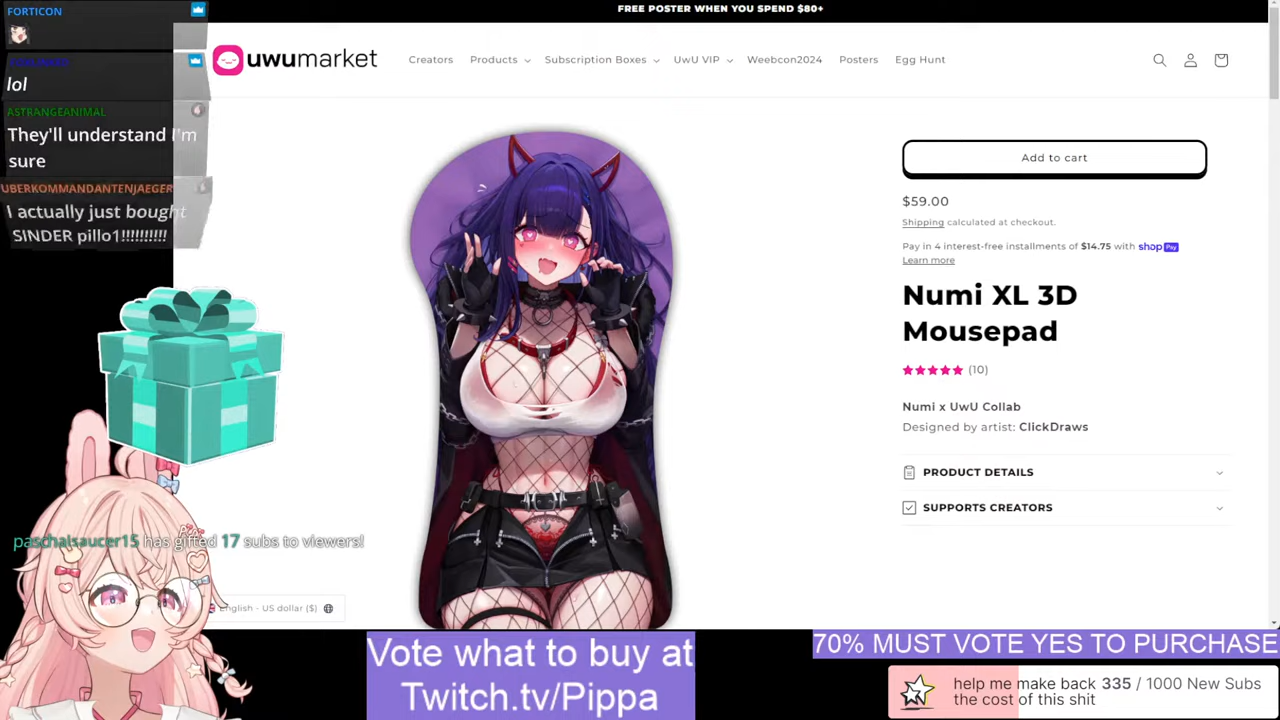 FREE POSTER WHEN YOU SPEND $80+
FORTICON
lol
ASTRANGEANIMAL
They'll understand I'm
sure
UBERKOMMANDANTENJAEGER
I actually just bought
SINDER pillo1!!!!!!!!!!
uwumarket
Creators Products Subscription Boxes UwU VIP Weebcon2024 Posters Egg Hunt
Add to cart
$59.00
Shipping calculated at checkout.
Pay in 4 interest-free installments of $14.75 with shop Pay
Learn more
Numi XL 3D
Mousepad
(10)
Numi x UwU Collab
Designed by artist: ClickDraws
PRODUCT DETAILS
SUPPORTS CREATORS
paschalsaucer15 has gifted 17 subs to viewers!
English - US dollar ($)
Vote what to buy at
Twitch.tv/Pippa
70% MUST VOTE YES TO PURCHASE
help me make back 335 / 1000 New Subs
the cost of this shit